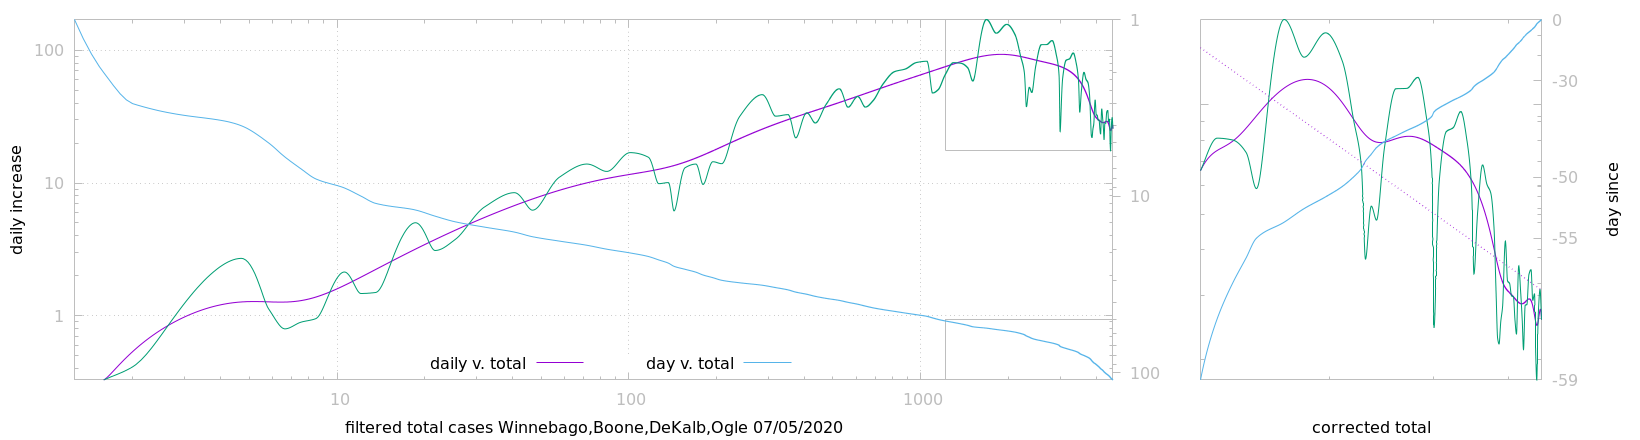 100
10
1
daily increase
1
10
100
daily v. total
day v. total
10
100
1000
filtered total cases Winnebago,Boone,DeKalb,Ogle 07/05/2020
0
-30
-50
-55
-59
day since
corrected total